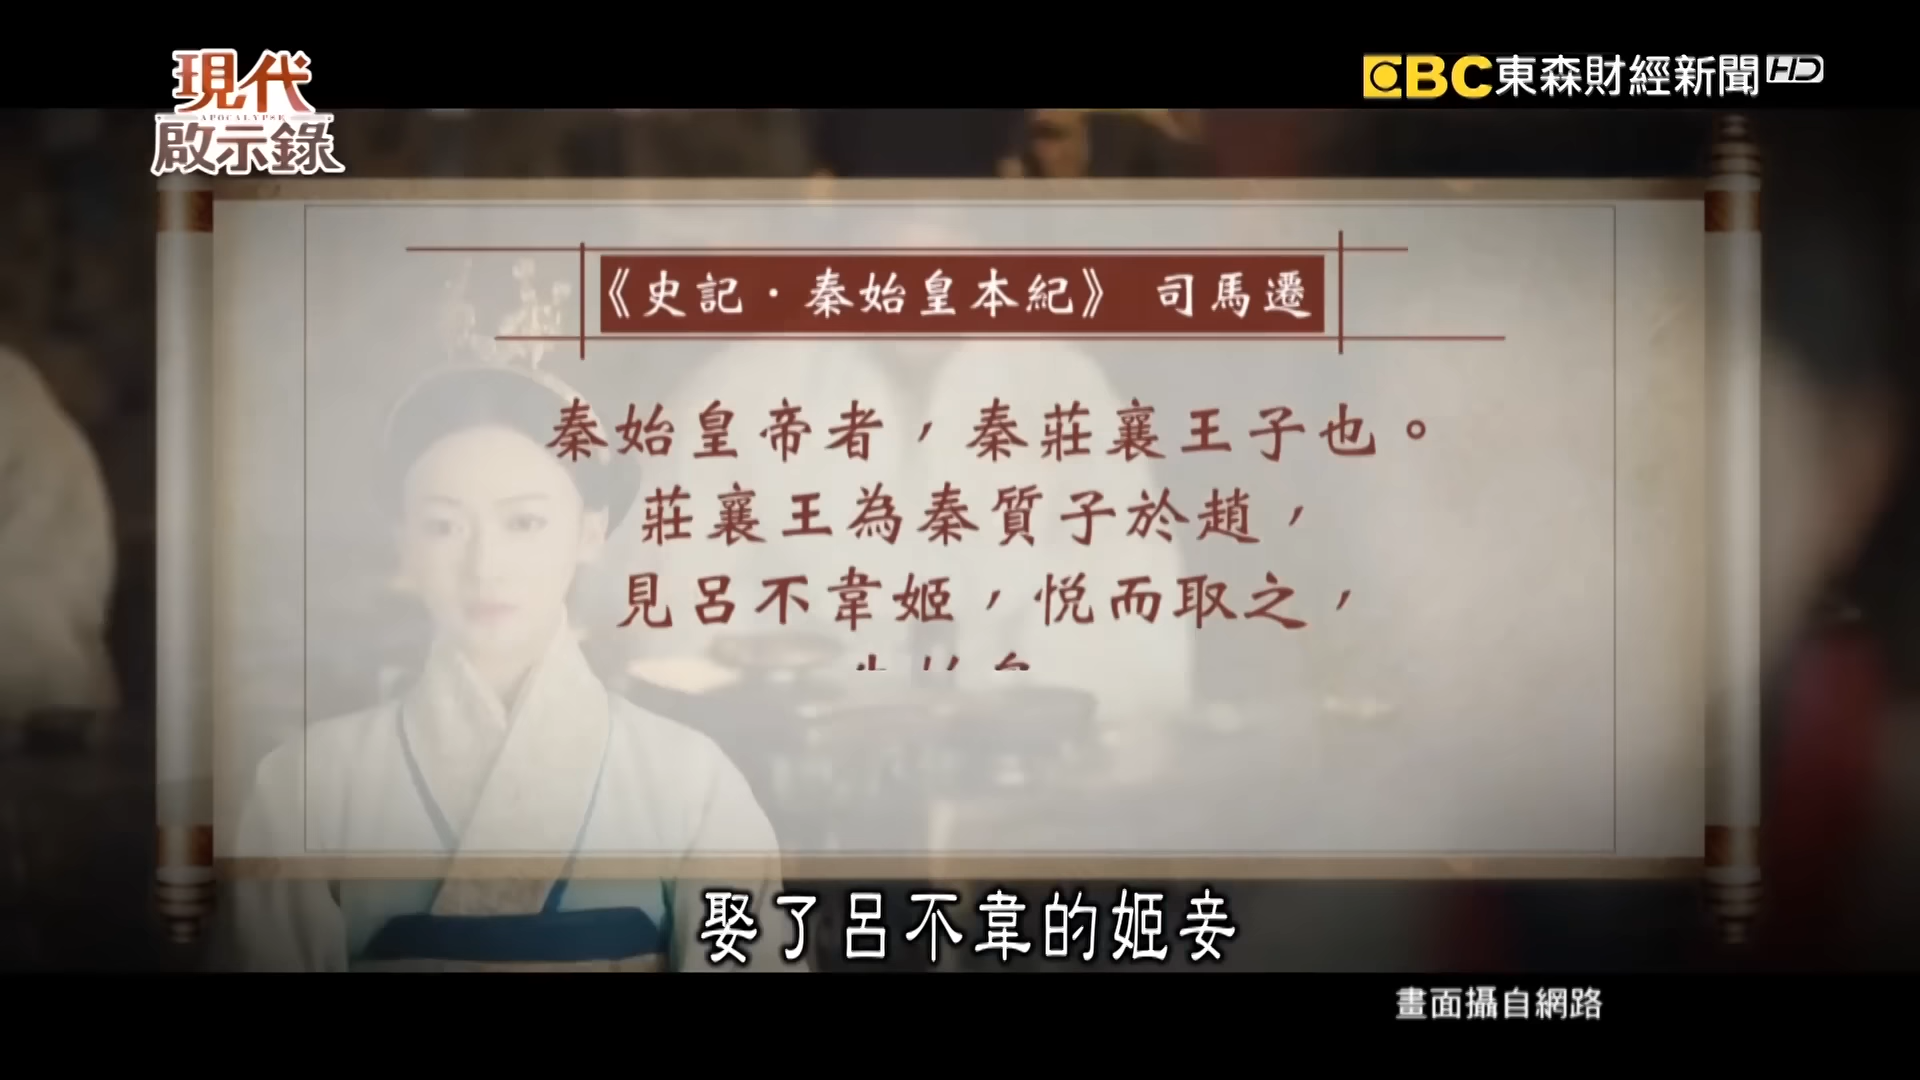 現代
APOCALYPSE
啟示錄
EBC東森財經新聞HD
《史記·秦始皇本紀》 司馬遷
秦始皇帝者，秦莊襄王子也。
莊襄王為秦質子於趙，
見呂不韋姬，悅而取之，
娶了呂不韋的姬妾
畫面攝自網路